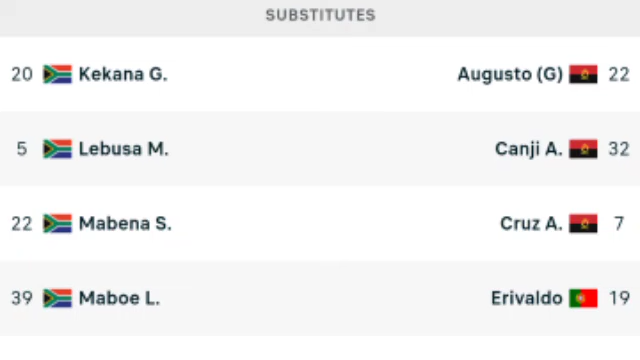 SUBSTITUTES
20 Kekana G. Augusto (G) 22
5 Lebusa M. Canji A. 32
22 Mabena S. Cruz A. 7
39 Maboe L. Erivaldo 19